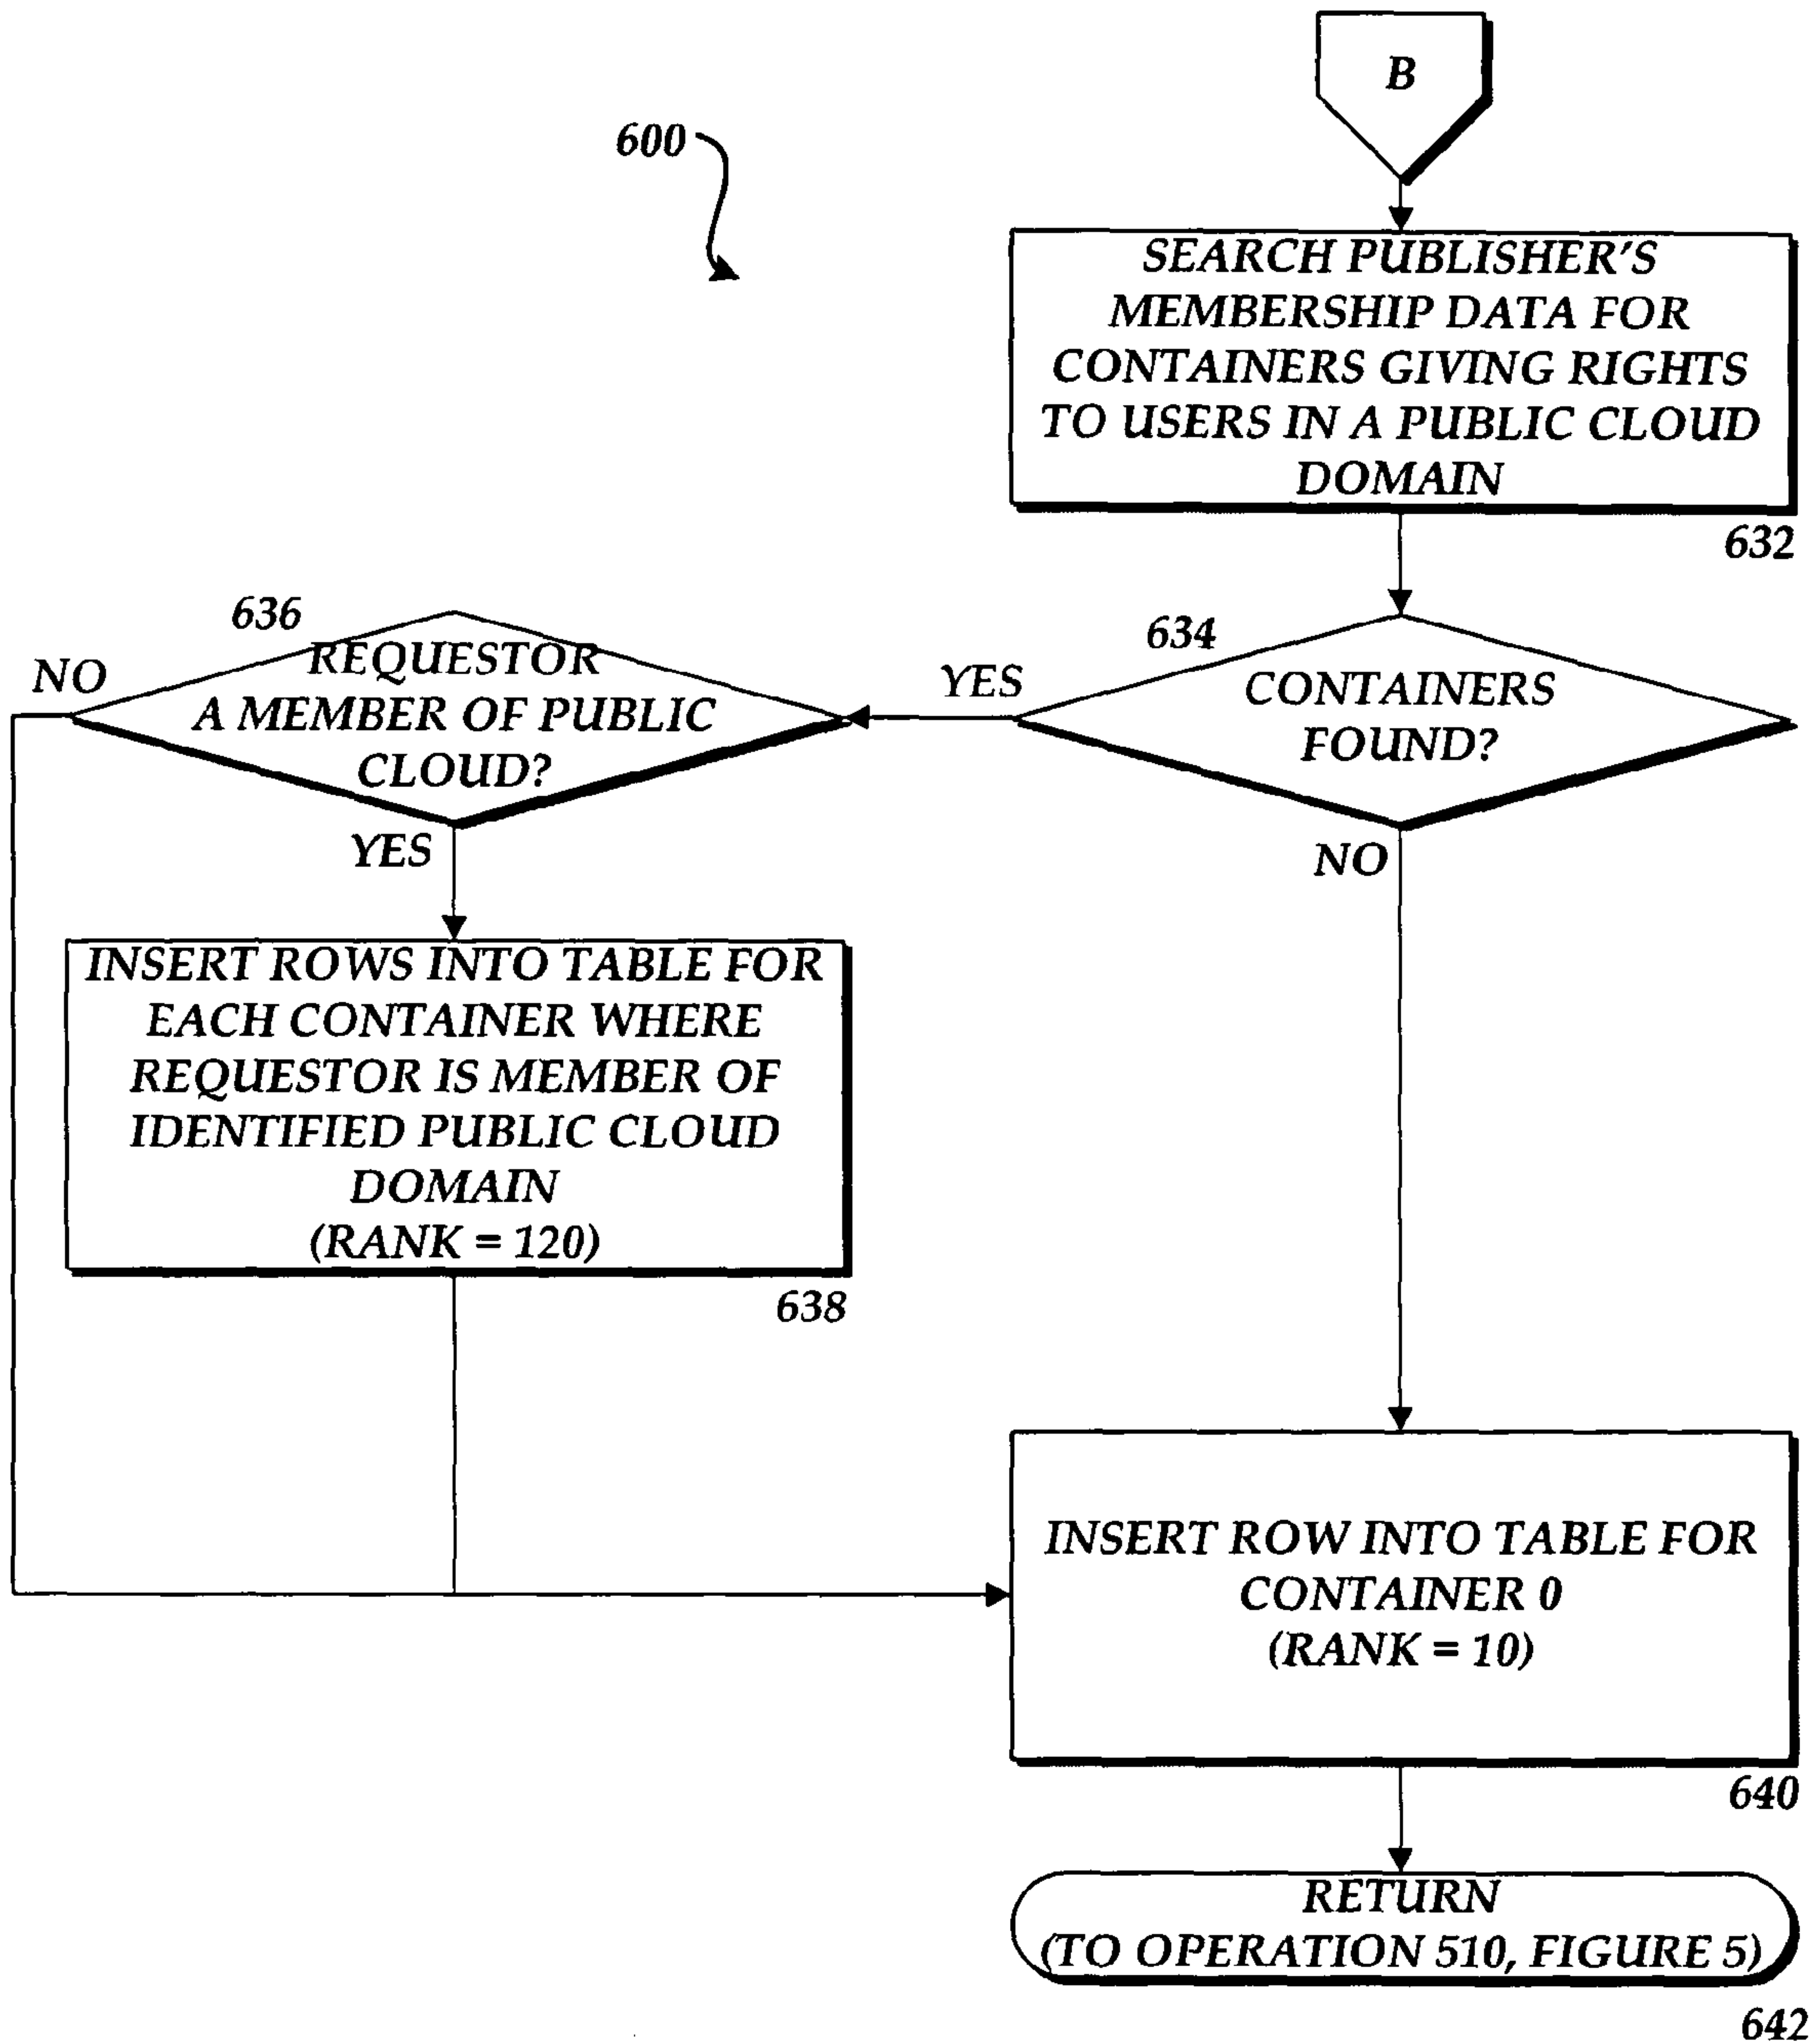 B
600
SEARCH PUBLISHER'S
MEMBERSHIP DATA FOR
CONTAINERS GIVING RIGHTS
TO USERS IN A PUBLIC CLOUD
DOMAIN
632
634
CONTAINERS
FOUND?
YES
NO
636
REQUESTOR
A MEMBER OF PUBLIC
CLOUD?
NO
YES
INSERT ROWS INTO TABLE FOR
EACH CONTAINER WHERE
REQUESTOR IS MEMBER OF
IDENTIFIED PUBLIC CLOUD
DOMAIN
(RANK = 120)
638
INSERT ROW INTO TABLE FOR
CONTAINER 0
(RANK = 10)
640
RETURN
(TO OPERATION 510, FIGURE 5)
642